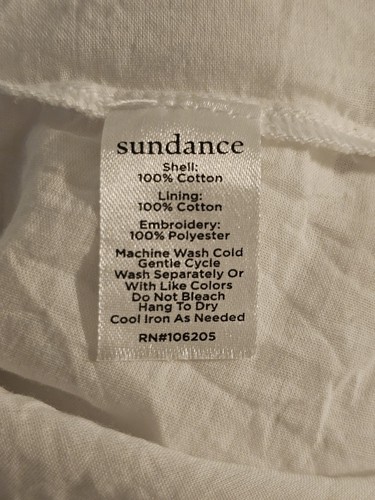 sundance
Shell:
100% Cotton
Lining:
100% Cotton
Embroidery:
100% Polyester
Machine Wash Cold
Gentle Cycle
Wash Separately Or
With Like Colors
Do Not Bleach
Hang To Dry
Cool Iron As Needed
RN#106205